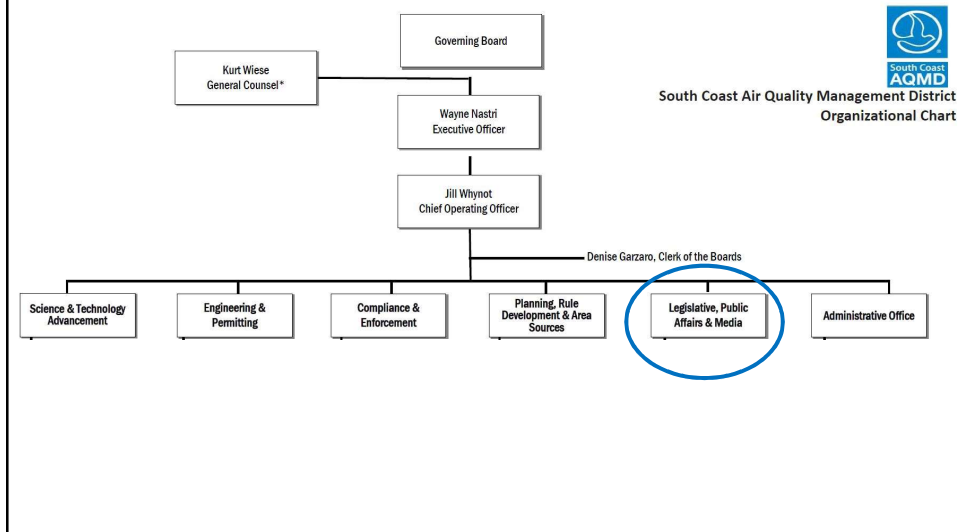 Governing Board
South Coast
AQMD
South Coast Air Quality Management District
Organizational Chart
Kurt Wiese
General Counsel*
Wayne Nastri
Executive Officer
Jill Whynot
Chief Operating Officer
Denise Garzaro, Clerk of the Boards
Science & Technology
Advancement
Engineering &
Permitting
Compliance &
Enforcement
Planning, Rule
Development & Area
Sources
Legislative, Public
Affairs & Media
Administrative Office